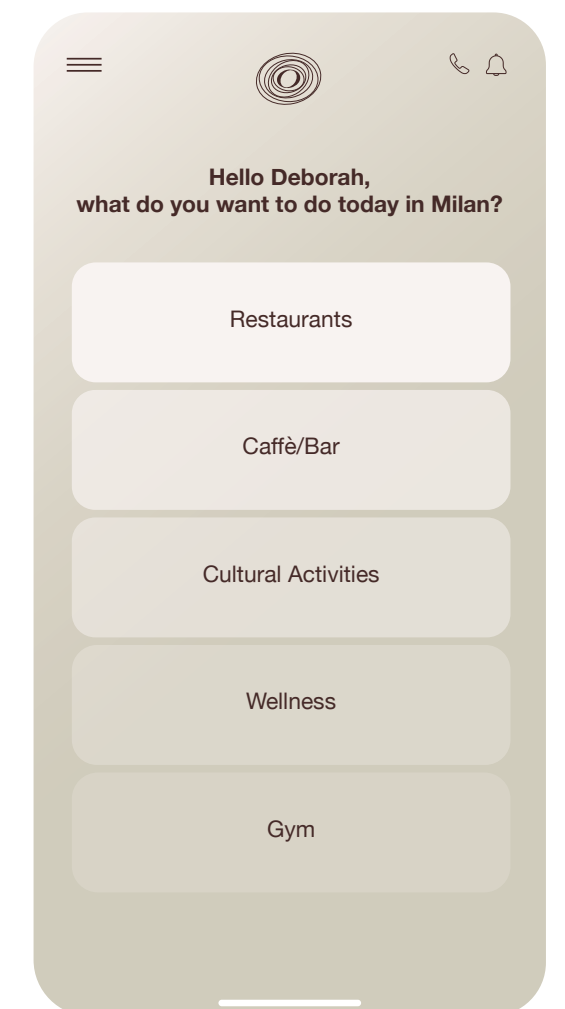 Hello Deborah,
what do you want to do today in Milan?
Restaurants
Caffè/Bar
Cultural Activities
Wellness
Gym